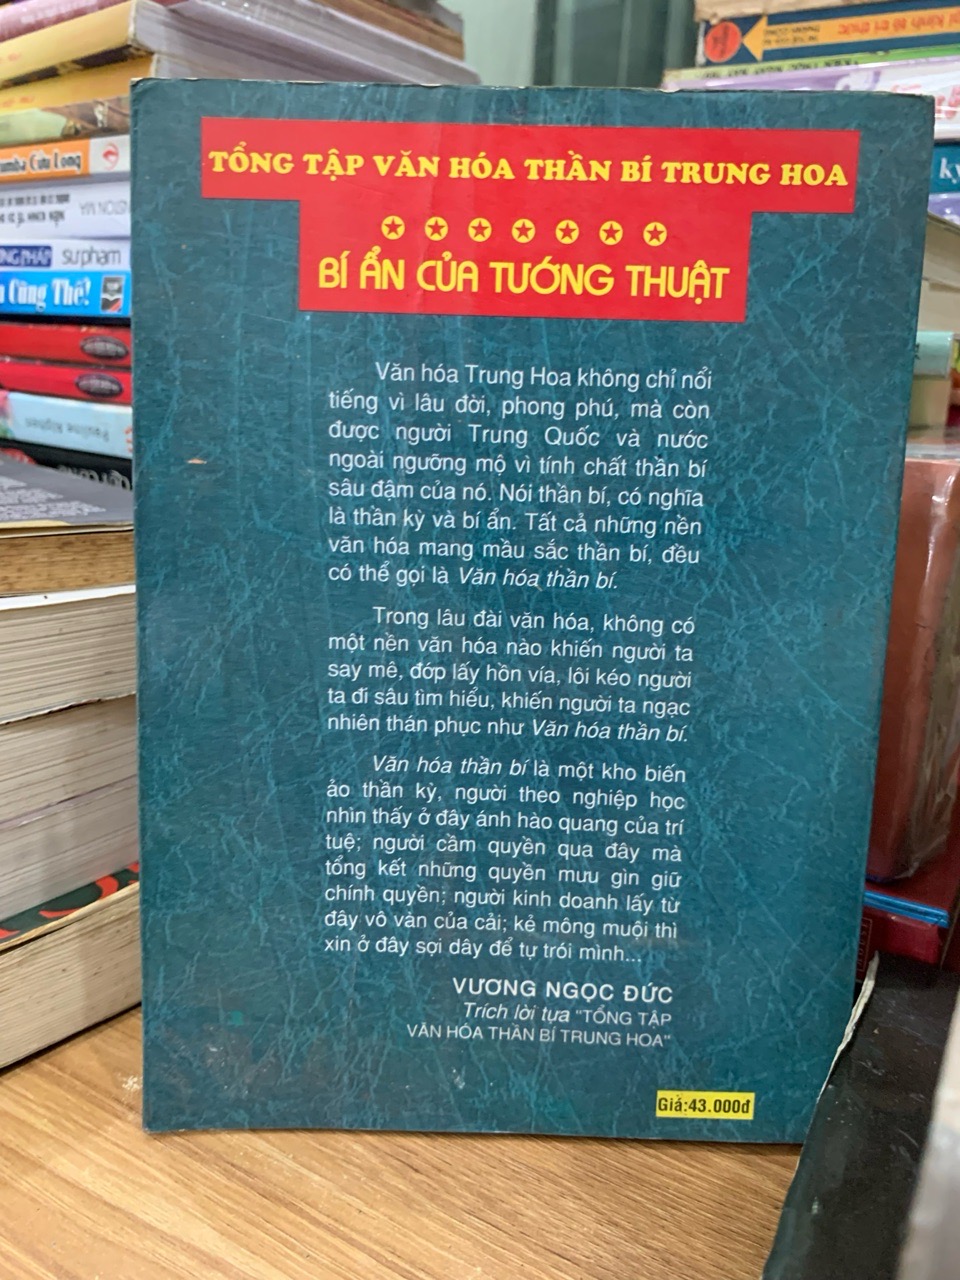 TỔNG TẬP VĂN HÓA THẦN BÍ TRUNG HOA
BÍ ẨN CỦA TƯỚNG THUẬT
Văn hóa Trung Hoa không chỉ nổi
tiếng vì lâu đời, phong phú, mà còn
được người Trung Quốc và nước
ngoài ngưỡng mộ vì tính chất thần bí
sâu đậm của nó. Nói thần bí, có nghĩa
là thần kỳ và bí ẩn. Tất cả những nền
văn hóa mang mầu sắc thần bí, đều
có thể gọi là Văn hóa thần bí.
Trong lâu đài văn hóa, không có
một nền văn hóa nào khiến người ta
say mê, đớp lấy hồn vía, lôi kéo người
ta đi sâu tìm hiểu, khiến người ta ngạc
nhiên thán phục như Văn hóa thần bí.
Văn hóa thần bí là một kho biến
ảo thần kỳ, người theo nghiệp học
nhìn thấy ở đây ánh hào quang của trí
tuệ; người cầm quyền qua đây mà
tổng kết những quyền mưu gìn giữ
chính quyền; người kinh doanh lấy từ
đây vô vàn của cải; kẻ mông muội thì
xin ở đây sợi dây để tự trói mình...
VƯƠNG NGỌC ĐỨC
Trích lời tựa "TỔNG TẬP
VĂN HÓA THẦN BÍ TRUNG HOA"
Giá:43.000đ
Cửu Long
sư phạm
Cũng Thế!